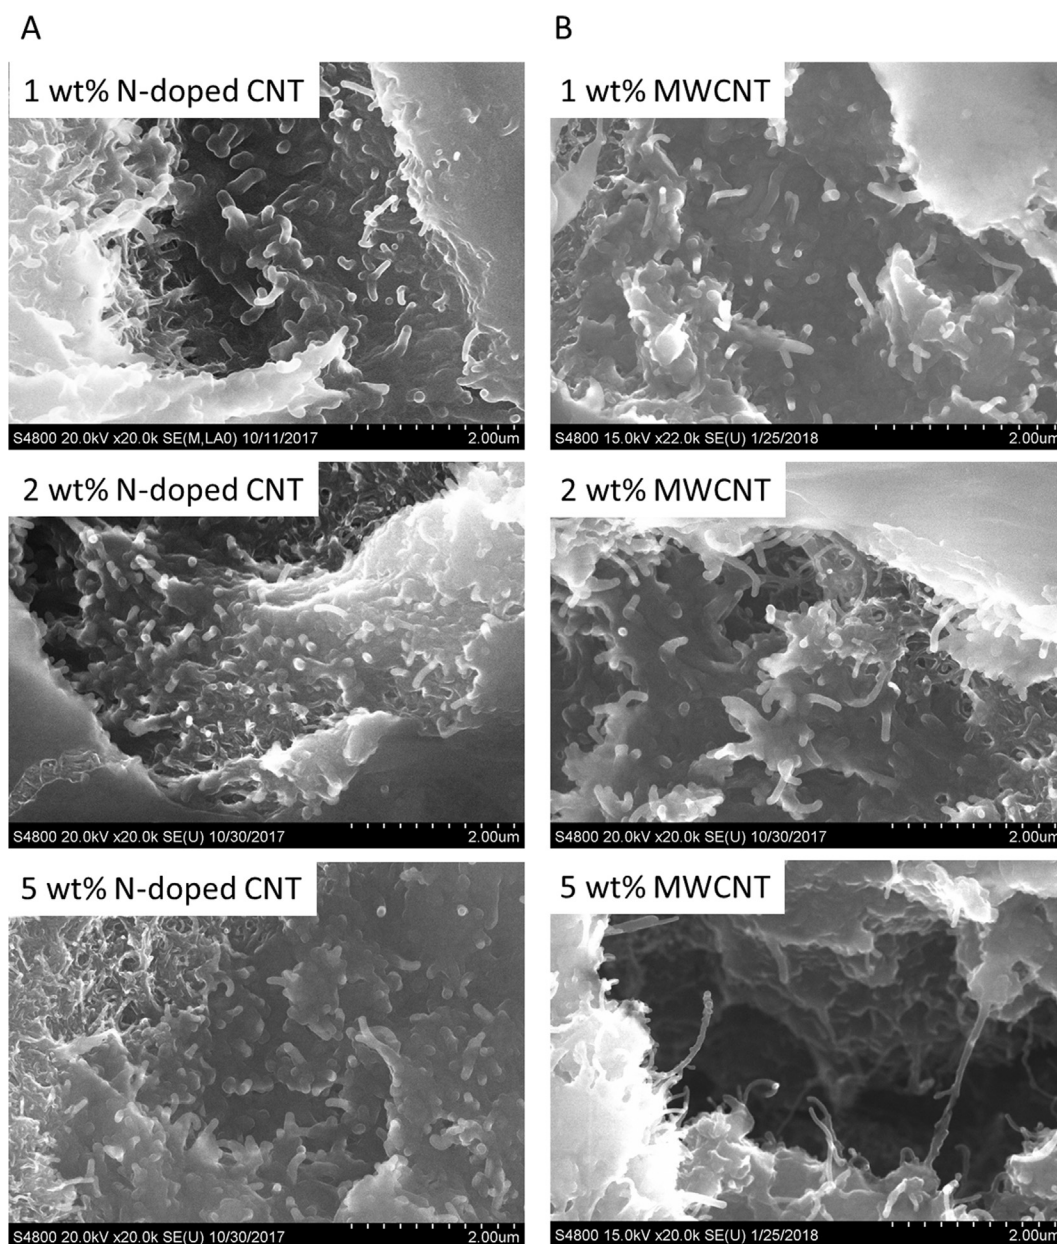 A
B
1 wt% N-doped CNT
1 wt% MWCNT
S4800 20.0kV x20.0k SE(M,LA0) 10/11/2017 2.00um
S4800 15.0kV x22.0k SE(U) 1/25/2018 2.00um
2 wt% N-doped CNT
2 wt% MWCNT
S4800 20.0kV x20.0k SE(U) 10/30/2017 2.00um
S4800 20.0kV x20.0k SE(U) 10/30/2017 2.00um
5 wt% N-doped CNT
5 wt% MWCNT
S4800 20.0kV x20.0k SE(U) 10/30/2017 2.00um
S4800 15.0kV x20.0k SE(U) 1/25/2018 2.00um